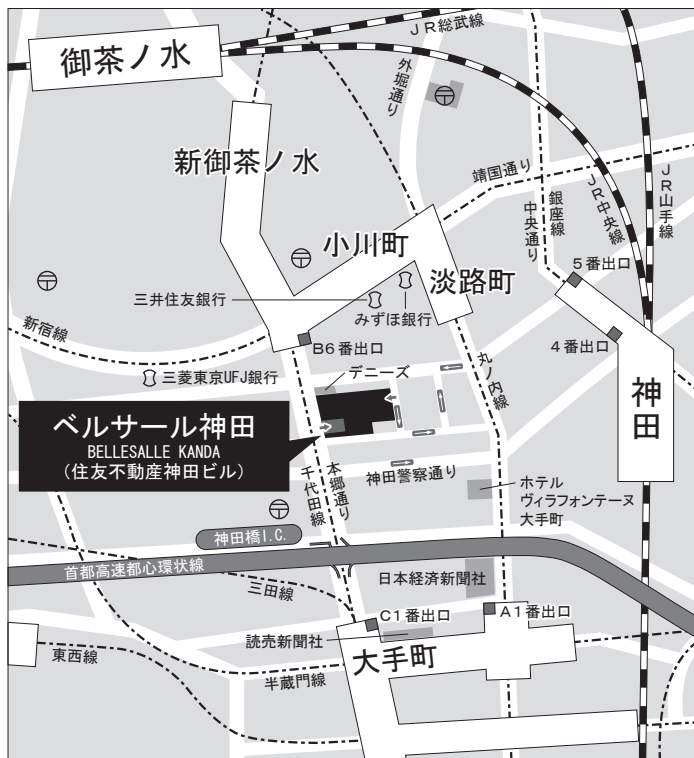 JR総武線
御茶ノ水
外堀通り
新御茶ノ水
靖国通り
JR中央線
JR山手線
銀座線
中央通り
小川町
淡路町
5番出口
三井住友銀行
みずほ銀行
新宿線
B6番出口
4番出口
三菱東京UFJ銀行
デニーズ
丸ノ内線
神田
ベルサール神田
BELLESALLE KANDA
(住友不動産神田ビル)
本郷通り
千代田線
神田警察通り
ホテル
ヴィラフォンテーヌ
大手町
神田橋I.C.
首都高速都心環状線
日本経済新聞社
三田線
C1番出口
A1番出口
読売新聞社
東西線
大手町
半蔵門線